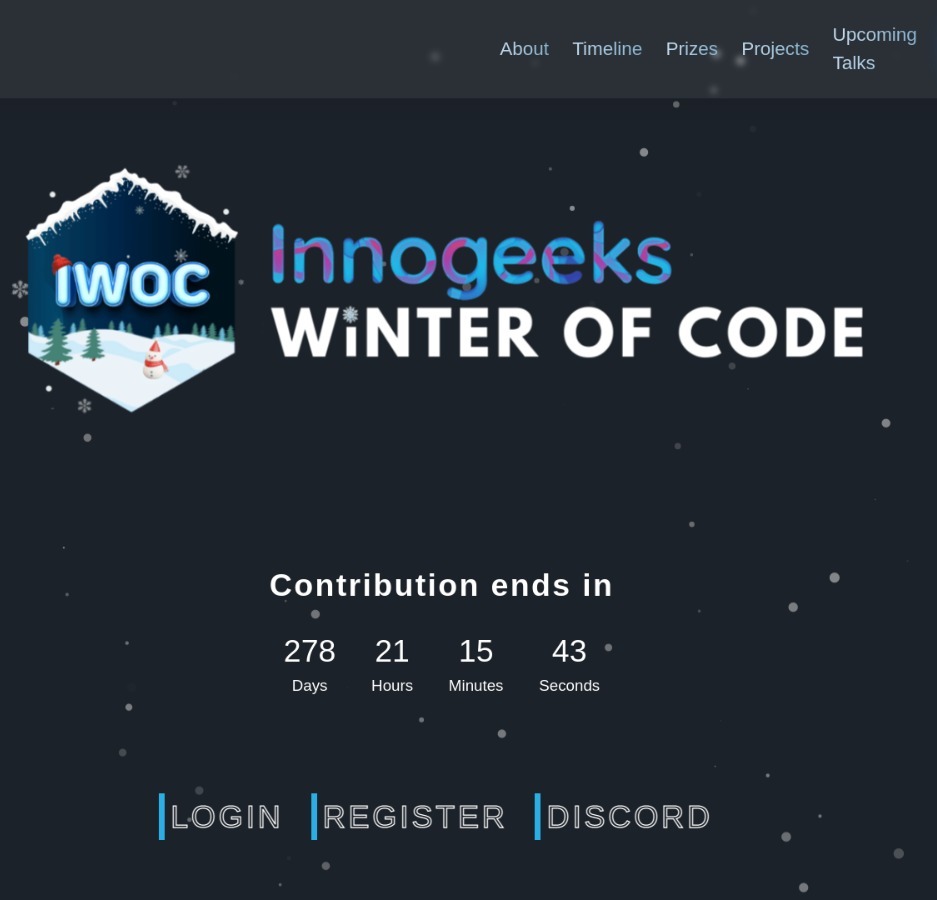 About Timeline Prizes Projects Upcoming Talks
IWOC
Innogeeks
WiNTER OF CODE
Contribution ends in
278 21 15 43
Days Hours Minutes Seconds
LOGIN REGISTER DISCORD